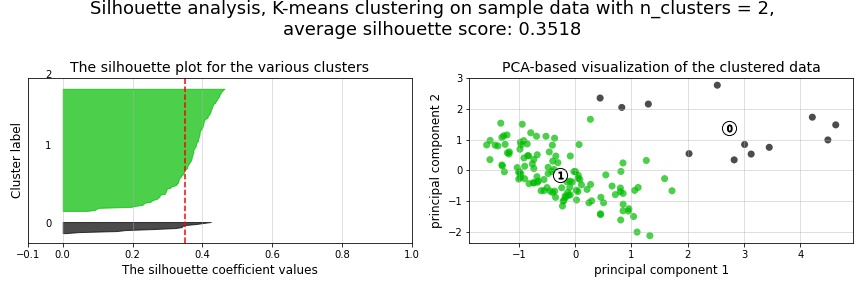 Silhouette analysis, K-means clustering on sample data with n_clusters = 2,
average silhouette score: 0.3518
The silhouette plot for the various clusters
Cluster label
2
1
0
−0.1 0.0 0.2 0.4 0.6 0.8 1.0
The silhouette coefficient values
PCA-based visualization of the clustered data
principal component 2
3
2
1
0
−1
−2
0
1
−1 0 1 2 3 4
principal component 1